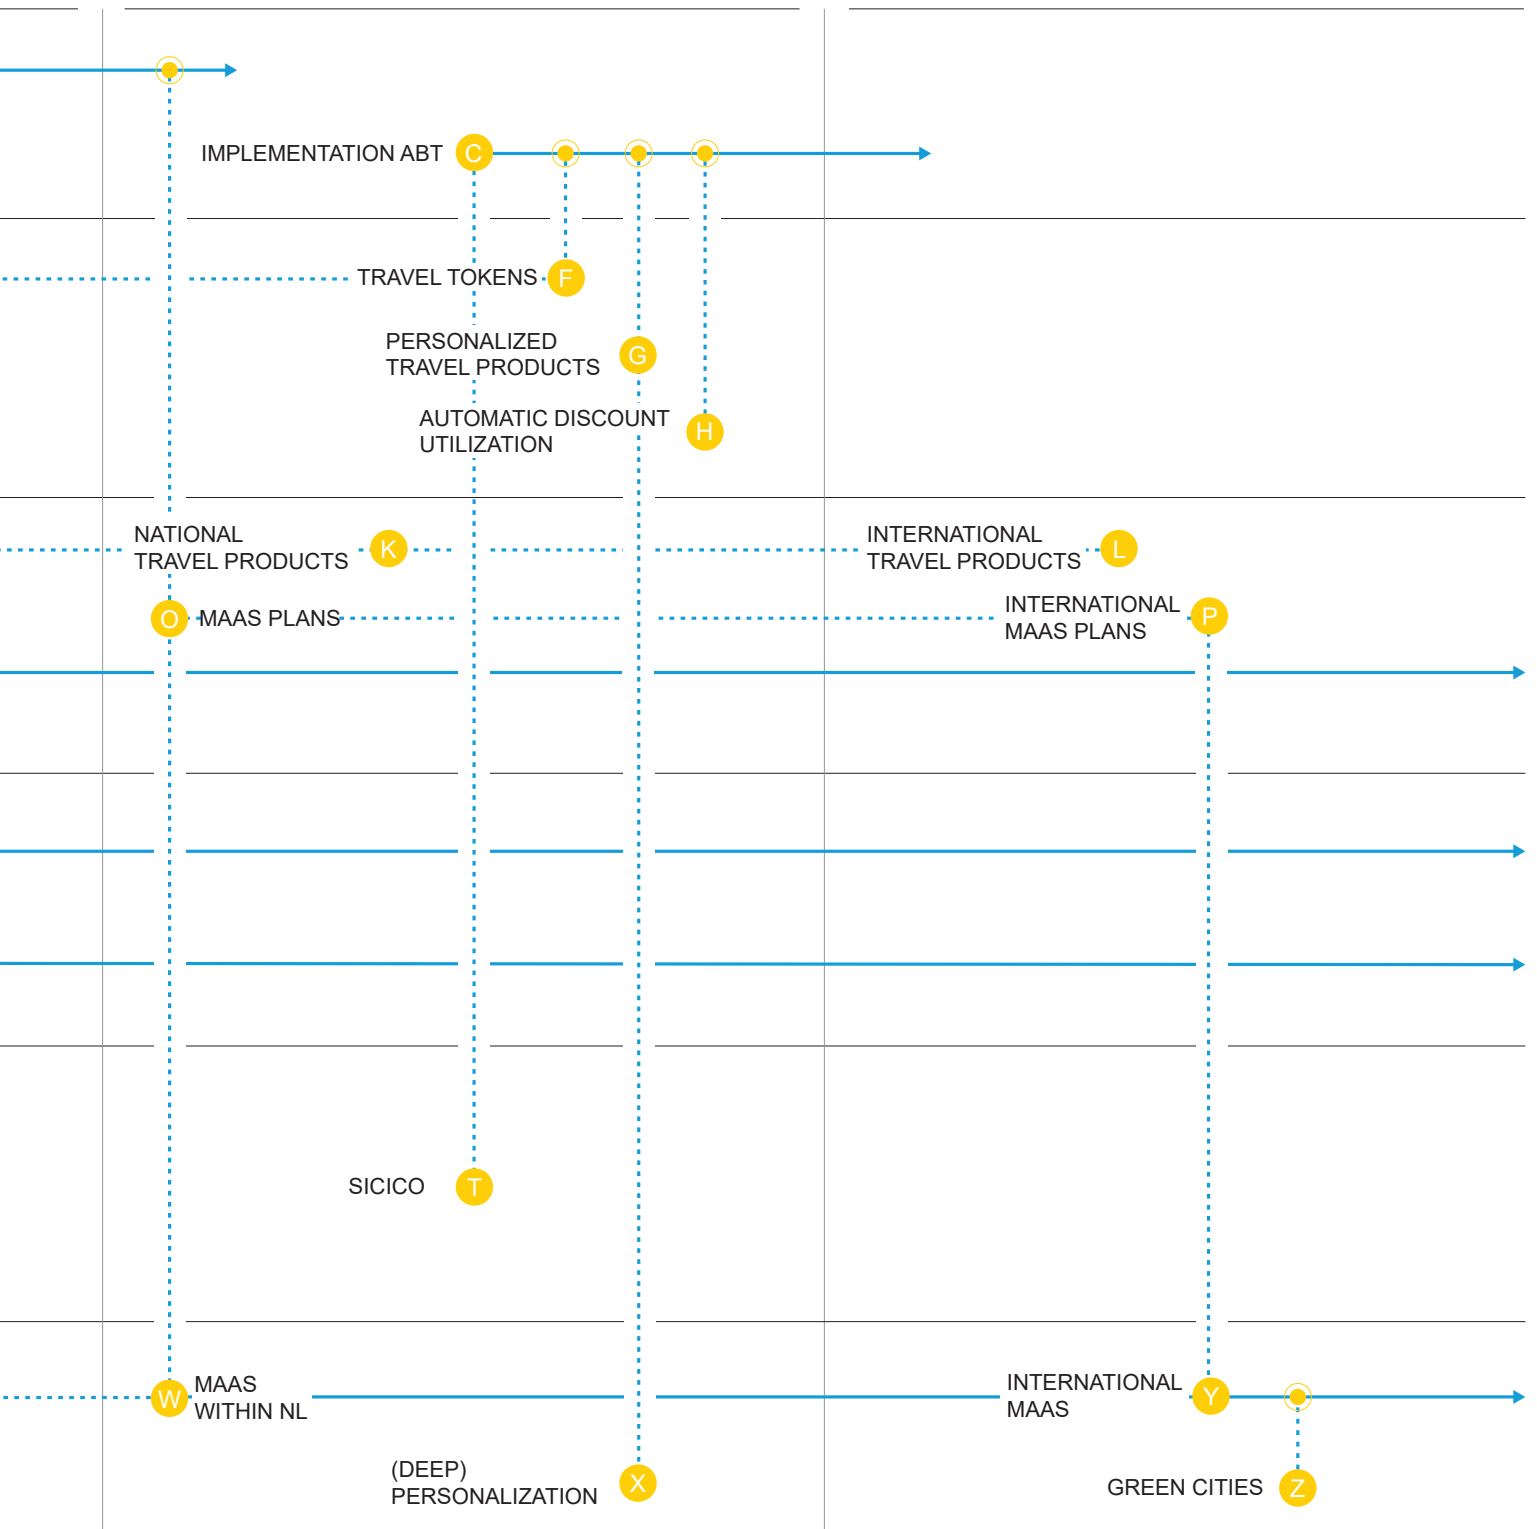 IMPLEMENTATION ABT C
TRAVEL TOKENS F
PERSONALIZED
TRAVEL PRODUCTS G
AUTOMATIC DISCOUNT
UTILIZATION H
NATIONAL
TRAVEL PRODUCTS K
INTERNATIONAL
TRAVEL PRODUCTS L
O MAAS PLANS
INTERNATIONAL
MAAS PLANS P
SICICO T
W MAAS
WITHIN NL
INTERNATIONAL
MAAS Y
(DEEP)
PERSONALIZATION X
GREEN CITIES Z